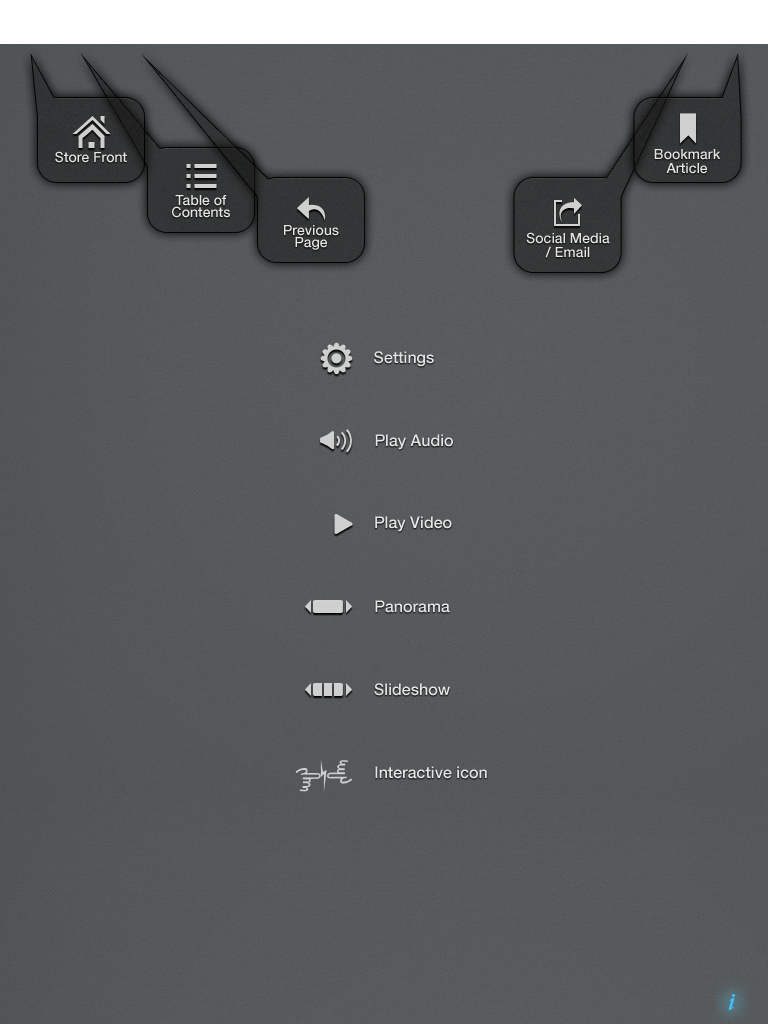 Store Front
Table of
Contents
Previous
Page
Social Media
/ Email
Bookmark
Article
Settings
Play Audio
Play Video
Panorama
Slideshow
Interactive icon
i